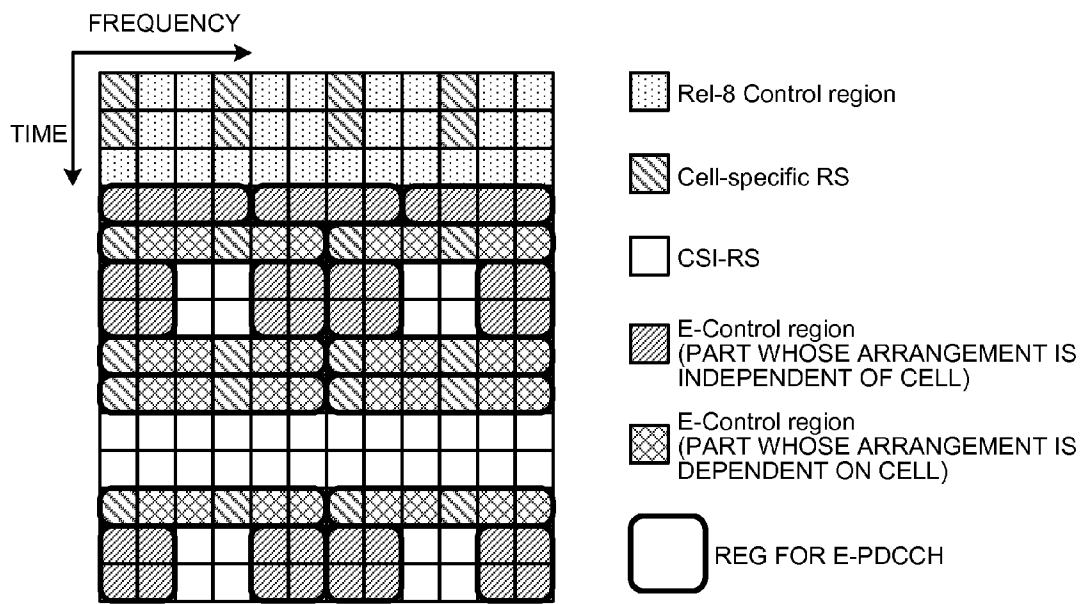 FREQUENCY
TIME
Rel-8 Control region
Cell-specific RS
CSI-RS
E-Control region
(PART WHOSE ARRANGEMENT IS
INDEPENDENT OF CELL)
E-Control region
(PART WHOSE ARRANGEMENT IS
DEPENDENT ON CELL)
REG FOR E-PDCCH